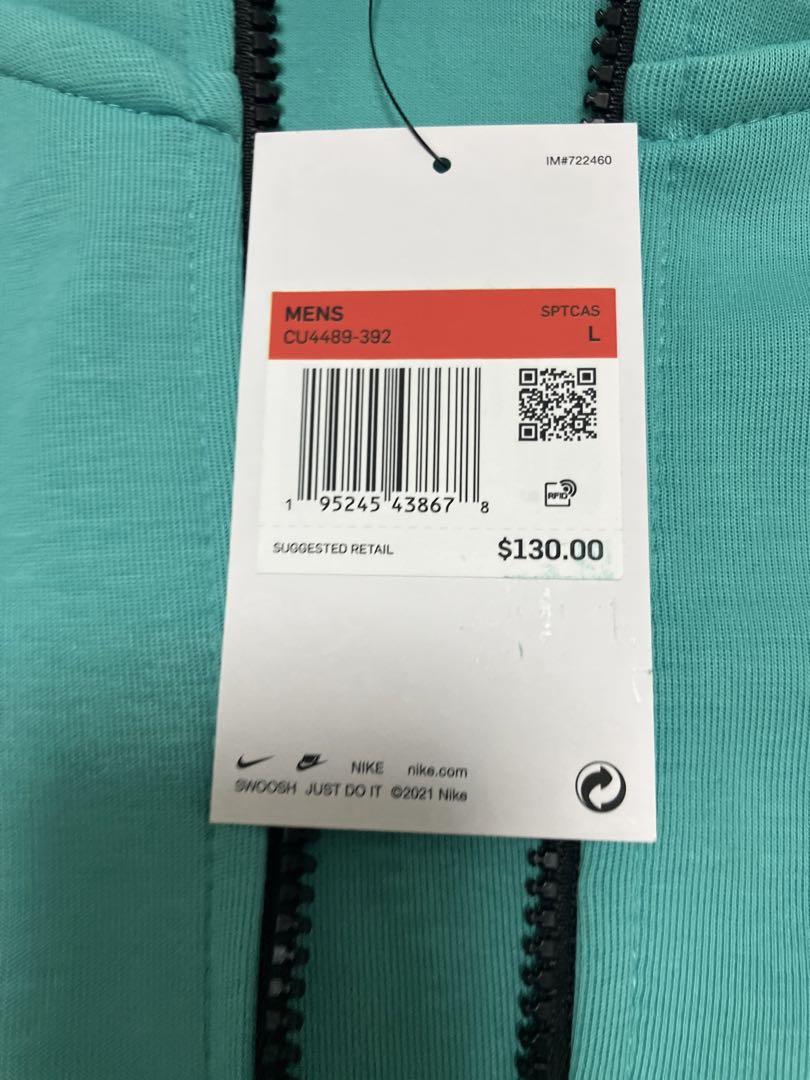 IM#722460
MENS SPTCAS
CU4489-392 L
1 95245 43867 8
RFID
SUGGESTED RETAIL $130.00
NIKE nike.com
SWOOSH JUST DO IT ©2021 Nike